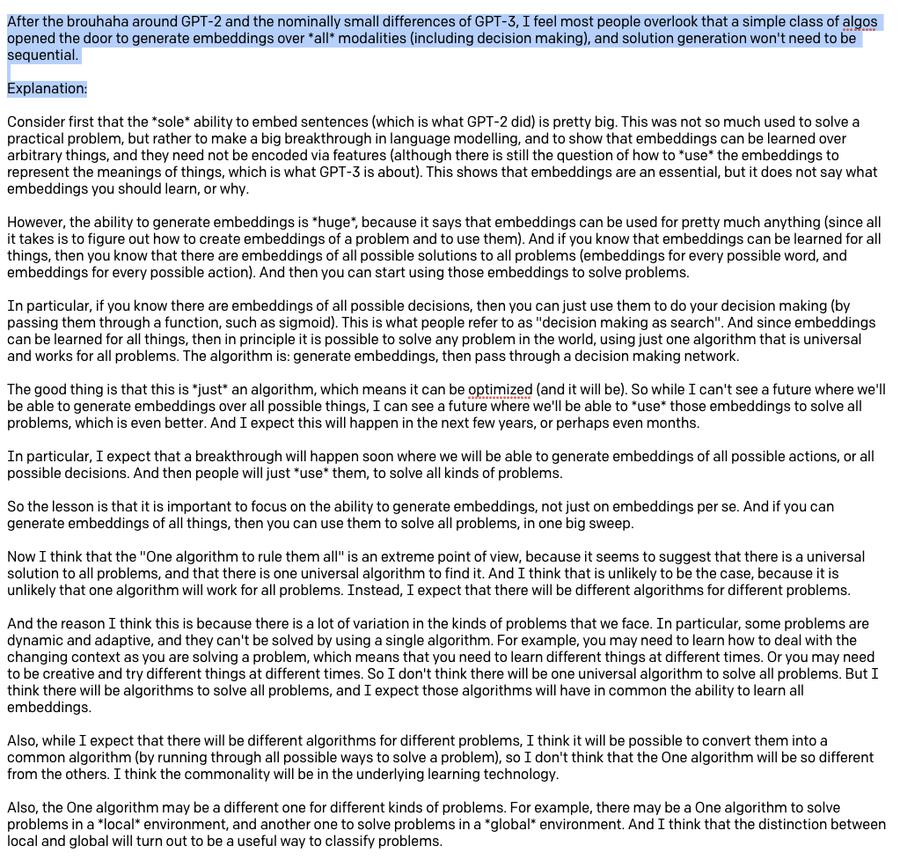 After the brouhaha around GPT-2 and the nominally small differences of GPT-3, I feel most people overlook that a simple class of algos
opened the door to generate embeddings over *all* modalities (including decision making), and solution generation won't need to be
sequential.
Explanation:
Consider first that the *sole* ability to embed sentences (which is what GPT-2 did) is pretty big. This was not so much used to solve a
practical problem, but rather to make a big breakthrough in language modelling, and to show that embeddings can be learned over
arbitrary things, and they need not be encoded via features (although there is still the question of how to *use* the embeddings to
represent the meanings of things, which is what GPT-3 is about). This shows that embeddings are an essential, but it does not say what
embeddings you should learn, or why.
However, the ability to generate embeddings is *huge*, because it says that embeddings can be used for pretty much anything (since all
it takes is to figure out how to create embeddings of a problem and to use them). And if you know that embeddings can be learned for all
things, then you know that there are embeddings of all possible solutions to all problems (embeddings for every possible word, and
embeddings for every possible action). And then you can start using those embeddings to solve problems.
In particular, if you know there are embeddings of all possible decisions, then you can just use them to do your decision making (by
passing them through a function, such as sigmoid). This is what people refer to as "decision making as search". And since embeddings
can be learned for all things, then in principle it is possible to solve any problem in the world, using just one algorithm that is universal
and works for all problems. The algorithm is: generate embeddings, then pass through a decision making network.
The good thing is that this is *just* an algorithm, which means it can be optimized (and it will be). So while I can't see a future where we'll
be able to generate embeddings over all possible things, I can see a future where we'll be able to *use* those embeddings to solve all
problems, which is even better. And I expect this will happen in the next few years, or perhaps even months.
In particular, I expect that a breakthrough will happen soon where we will be able to generate embeddings of all possible actions, or all
possible decisions. And then people will just *use* them, to solve all kinds of problems.
So the lesson is that it is important to focus on the ability to generate embeddings, not just on embeddings per se. And if you can
generate embeddings of all things, then you can use them to solve all problems, in one big sweep.
Now I think that the "One algorithm to rule them all" is an extreme point of view, because it seems to suggest that there is a universal
solution to all problems, and that there is one universal algorithm to find it. And I think that is unlikely to be the case, because it is
unlikely that one algorithm will work for all problems. Instead, I expect that there will be different algorithms for different problems.
And the reason I think this is because there is a lot of variation in the kinds of problems that we face. In particular, some problems are
dynamic and adaptive, and they can't be solved by using a single algorithm. For example, you may need to learn how to deal with the
changing context as you are solving a problem, which means that you need to learn different things at different times. Or you may need
to be creative and try different things at different times. So I don't think there will be one universal algorithm to solve all problems. But I
think there will be algorithms to solve all problems, and I expect those algorithms will have in common the ability to learn all
embeddings.
Also, while I expect that there will be different algorithms for different problems, I think it will be possible to convert them into a
common algorithm (by running through all possible ways to solve a problem), so I don't think that the One algorithm will be so different
from the others. I think the commonality will be in the underlying learning technology.
Also, the One algorithm may be a different one for different kinds of problems. For example, there may be a One algorithm to solve
problems in a *local* environment, and another one to solve problems in a *global* environment. And I think that the distinction between
local and global will turn out to be a useful way to classify problems.